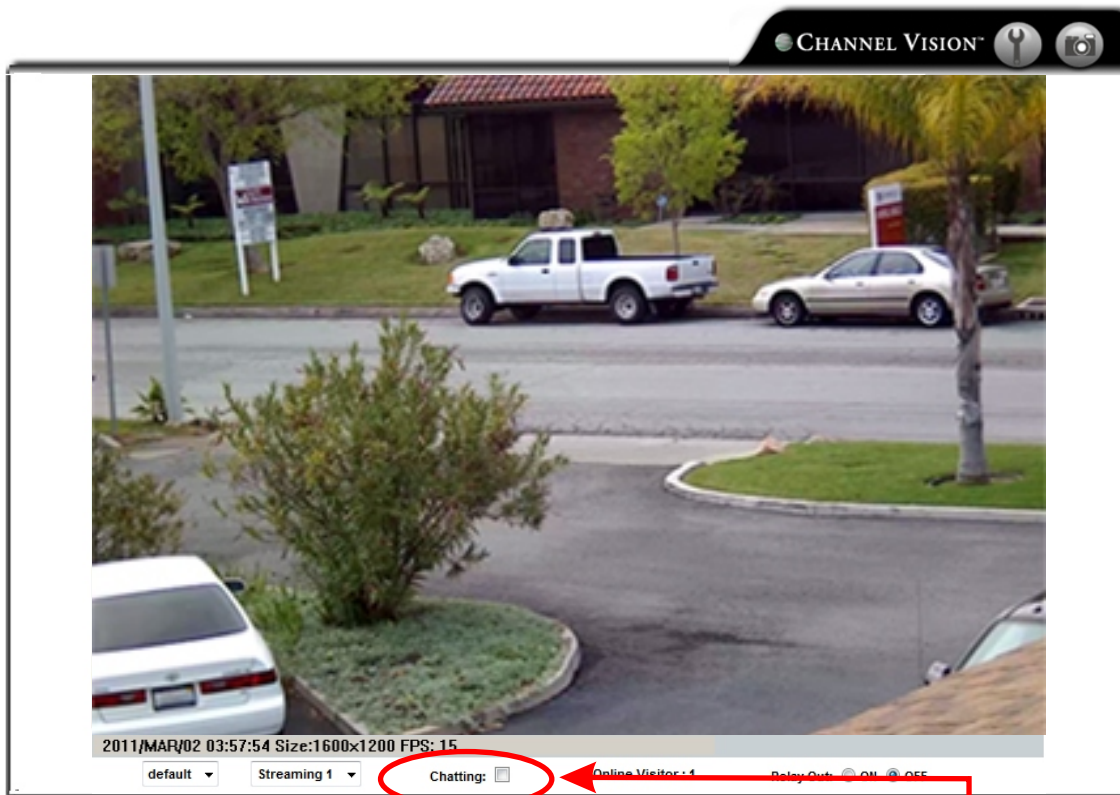 CHANNEL VISION™
2011/MAR/02 03:57:54 Size:1600x1200 FPS: 15
default
Streaming 1
Chatting:
Online Visitor : 1
Relay Out: ON OFF